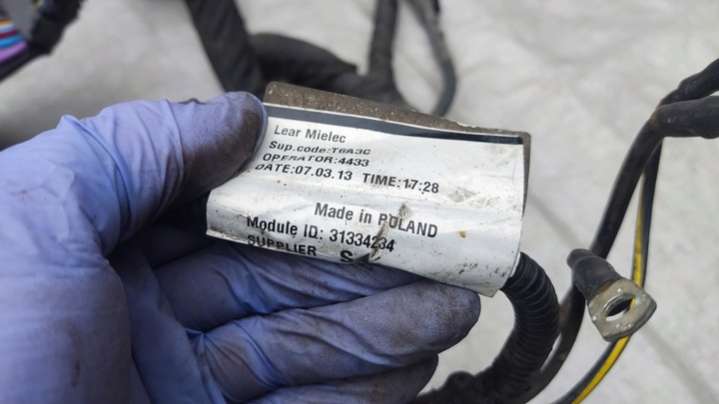 Lear Mielec
Sup.code:T6A3C
OPERATOR:4433
DATE:07.03.13 TIME:17:28
Made in POLAND
Module ID: 31334234
SUPPLIER